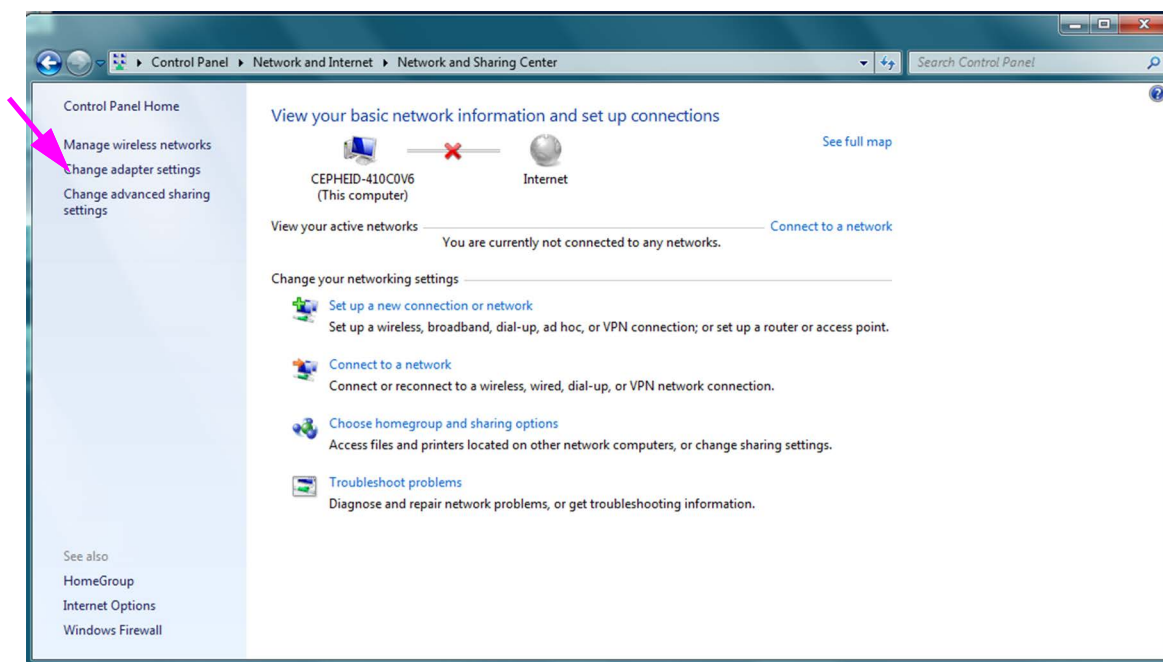 Control Panel Network and Internet Network and Sharing Center
Search Control Panel
Control Panel Home
Manage wireless networks
Change adapter settings
Change advanced sharing
settings
See also
HomeGroup
Internet Options
Windows Firewall
View your basic network information and set up connections
See full map
CEPHEID-410C0V6
(This computer)
Internet
View your active networks
Connect to a network
You are currently not connected to any networks.
Change your networking settings
Set up a new connection or network
Set up a wireless, broadband, dial-up, ad hoc, or VPN connection; or set up a router or access point.
Connect to a network
Connect or reconnect to a wireless, wired, dial-up, or VPN network connection.
Choose homegroup and sharing options
Access files and printers located on other network computers, or change sharing settings.
Troubleshoot problems
Diagnose and repair network problems, or get troubleshooting information.